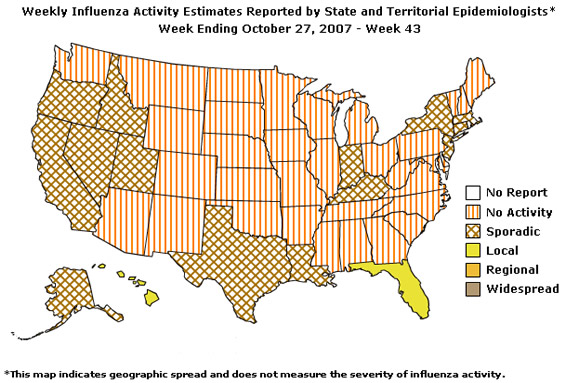 Weekly Influenza Activity Estimates Reported by State and Territorial Epidemiologists*
Week Ending October 27, 2007 - Week 43
No Report
No Activity
Sporadic
Local
Regional
Widespread
*This map indicates geographic spread and does not measure the severity of influenza activity.